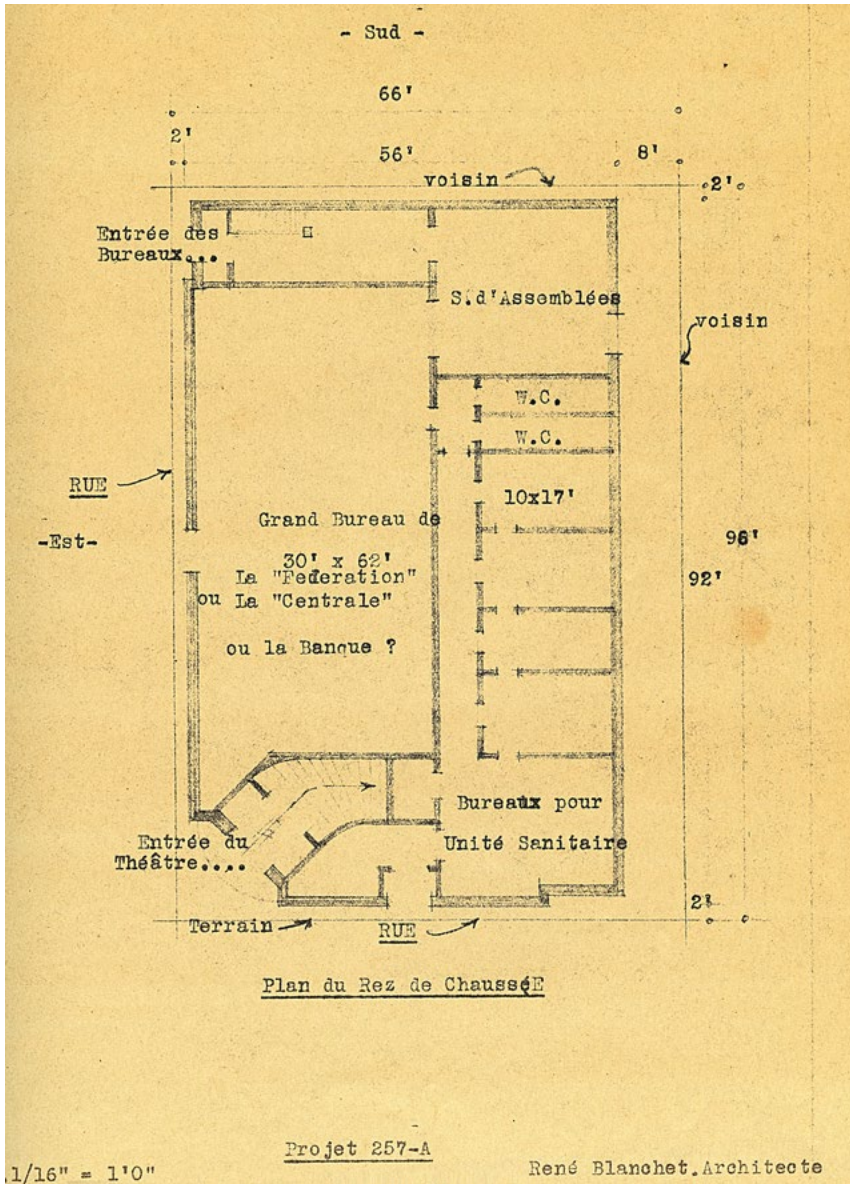 - Sud -
66'
2'
56'
8'
voisin
2'
Entrée des
Bureaux...
S.d'Assemblées
voisin
W.C.
W.C.
RUE
10x17'
-Est-
Grand Bureau de
30' x 62'
La "Federation"
ou La "Centrale"
ou la Banque ?
96'
92'
Bureaux pour
Unité Sanitaire
Entrée du
Théâtre....
2'
Terrain
RUE
Plan du Rez de ChausséE
Projet 257-A
1/16" = 1'0"
René Blanchet.Architecte